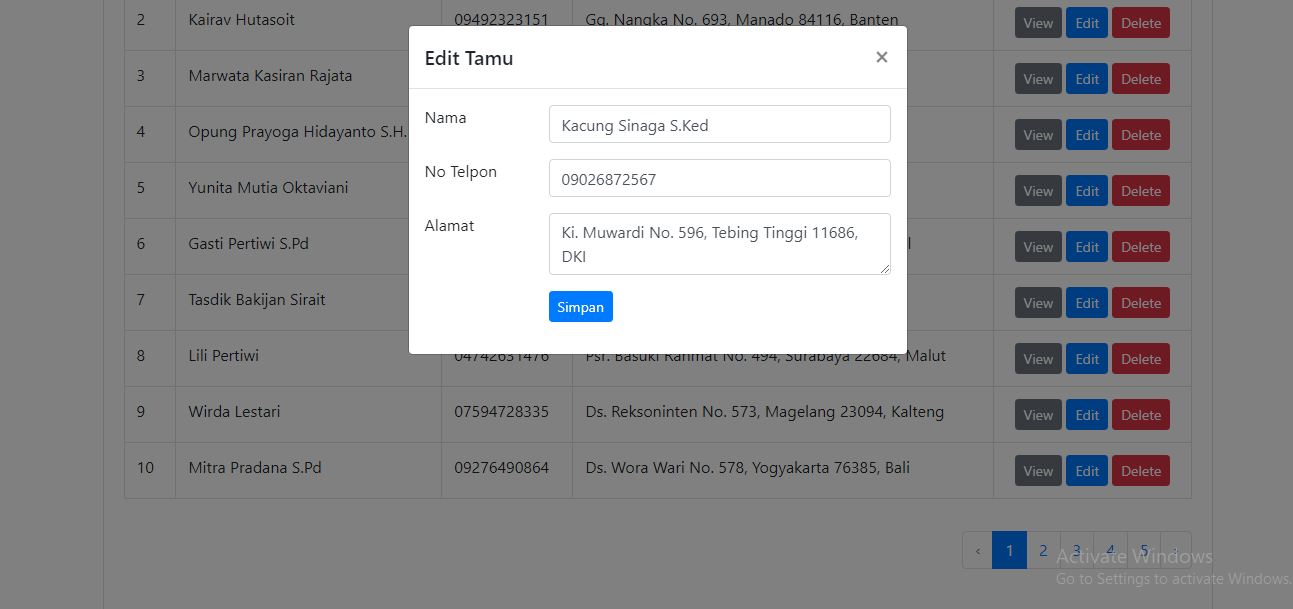 2 Kairav Hutasoit 09492323151 Gg. Nangka No. 693, Manado 84116, Banten View Edit Delete
Edit Tamu ×
3 Marwata Kasiran Rajata View Edit Delete
Nama Kacung Sinaga S.Ked
4 Opung Prayoga Hidayanto S.H. View Edit Delete
No Telpon 09026872567
5 Yunita Mutia Oktaviani View Edit Delete
Alamat Ki. Muwardi No. 596, Tebing Tinggi 11686,
DKI
6 Gasti Pertiwi S.Pd View Edit Delete
7 Tasdik Bakijan Sirait View Edit Delete
Simpan
8 Lili Pertiwi 04742631476 Psr. Basuki Rahmat No. 494, Surabaya 22684, Malut View Edit Delete
9 Wirda Lestari 07594728335 Ds. Reksoninten No. 573, Magelang 23094, Kalteng View Edit Delete
10 Mitra Pradana S.Pd 09276490864 Ds. Wora Wari No. 578, Yogyakarta 76385, Bali View Edit Delete
‹ 1 2 3 4 5 ›
Activate Windows
Go to Settings to activate Windows.